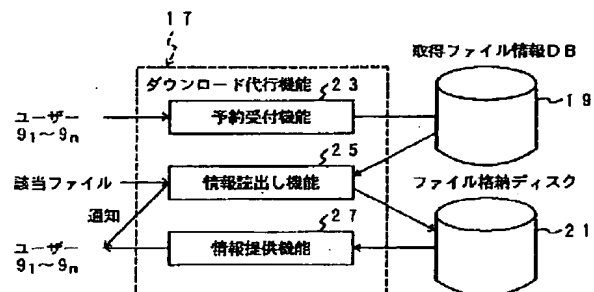 17
取得ファイル情報DB
ダウンロード代行機能
23
ユーザー
9₁～9ₙ
予約受付機能
19
25
該当ファイル
情報読出し機能
ファイル格納ディスク
通知
27
ユーザー
9₁～9ₙ
情報提供機能
21